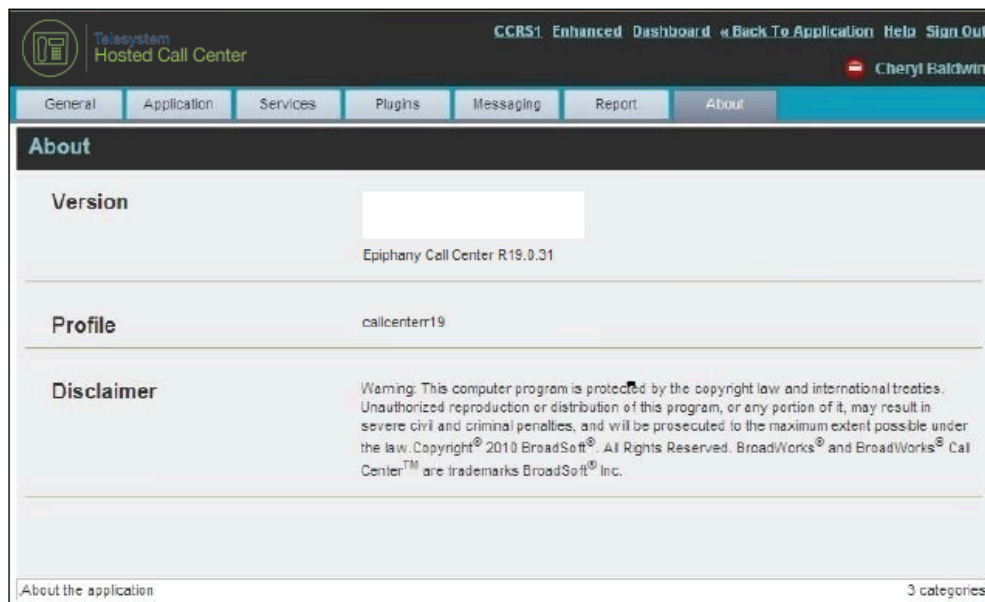 Telesystem
Hosted Call Center
CCRS1 Enhanced Dashboard « Back To Application Help Sign Out
Cheryl Baldwin
General Application Services Plugins Messaging Report About
About
Version
Epiphany Call Center R19.0.31
Profile callcenterr19
Disclaimer
Warning: This computer program is protected by the copyright law and international treaties.
Unauthorized reproduction or distribution of this program, or any portion of it, may result in
severe civil and criminal penalties, and will be prosecuted to the maximum extent possible under
the law. Copyright® 2010 BroadSoft®. All Rights Reserved. BroadWorks® and BroadWorks® Call
Center™ are trademarks BroadSoft® Inc.
About the application 3 categories